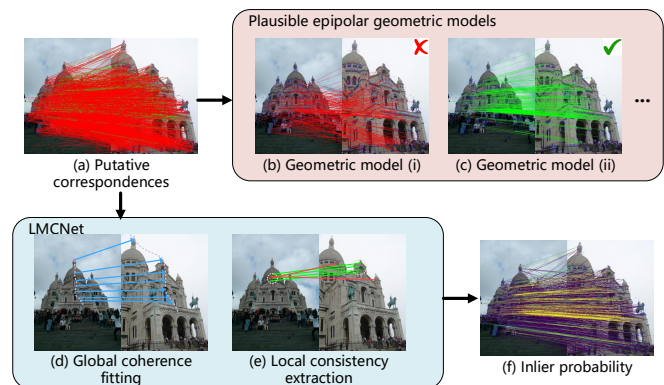 Plausible epipolar geometric models
(a) Putative
correspondences
(b) Geometric model (i)
(c) Geometric model (ii)
...
LMCNet
(d) Global coherence
fitting
(e) Local consistency
extraction
(f) Inlier probability